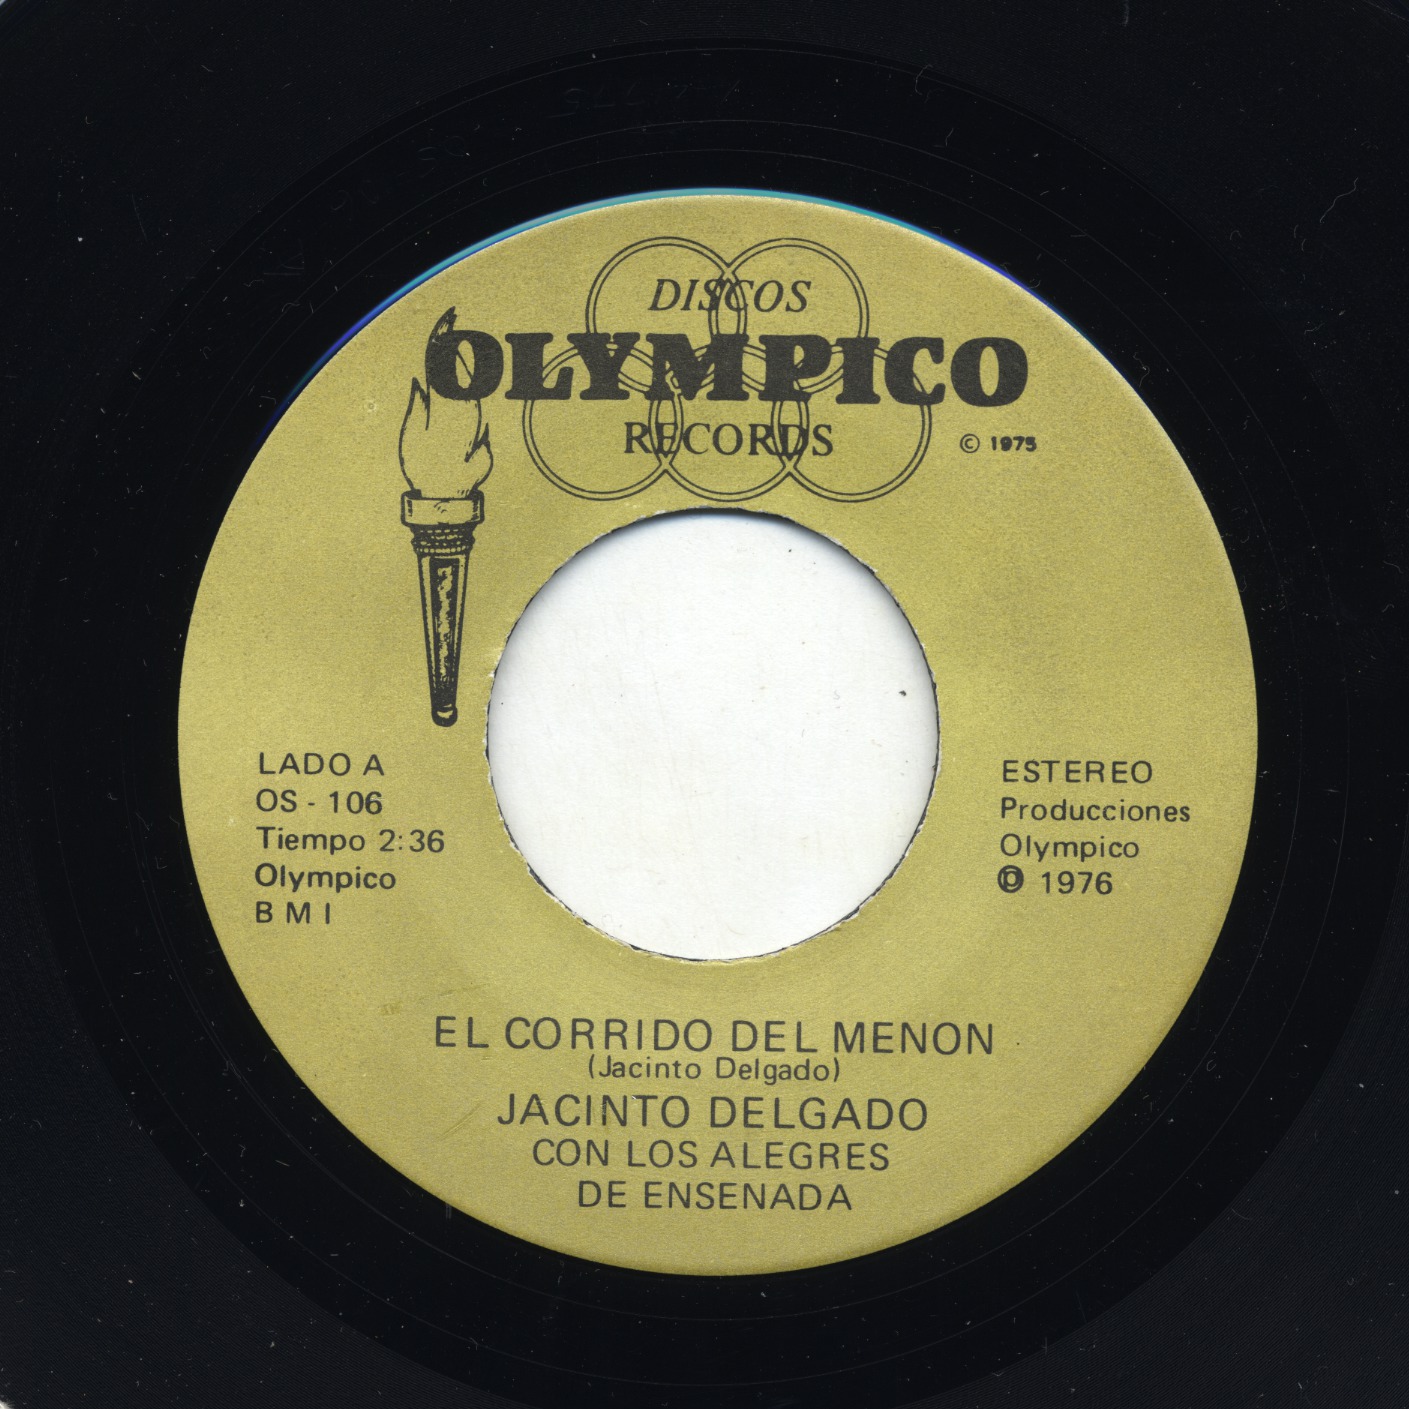 DISCOS
OLYMPICO
RECORDS
© 1975
LADO A
OS - 106
Tiempo 2:36
Olympico
B M I
ESTEREO
Producciones
Olympico
℗ 1976
EL CORRIDO DEL MENON
(Jacinto Delgado)
JACINTO DELGADO
CON LOS ALEGRES
DE ENSENADA